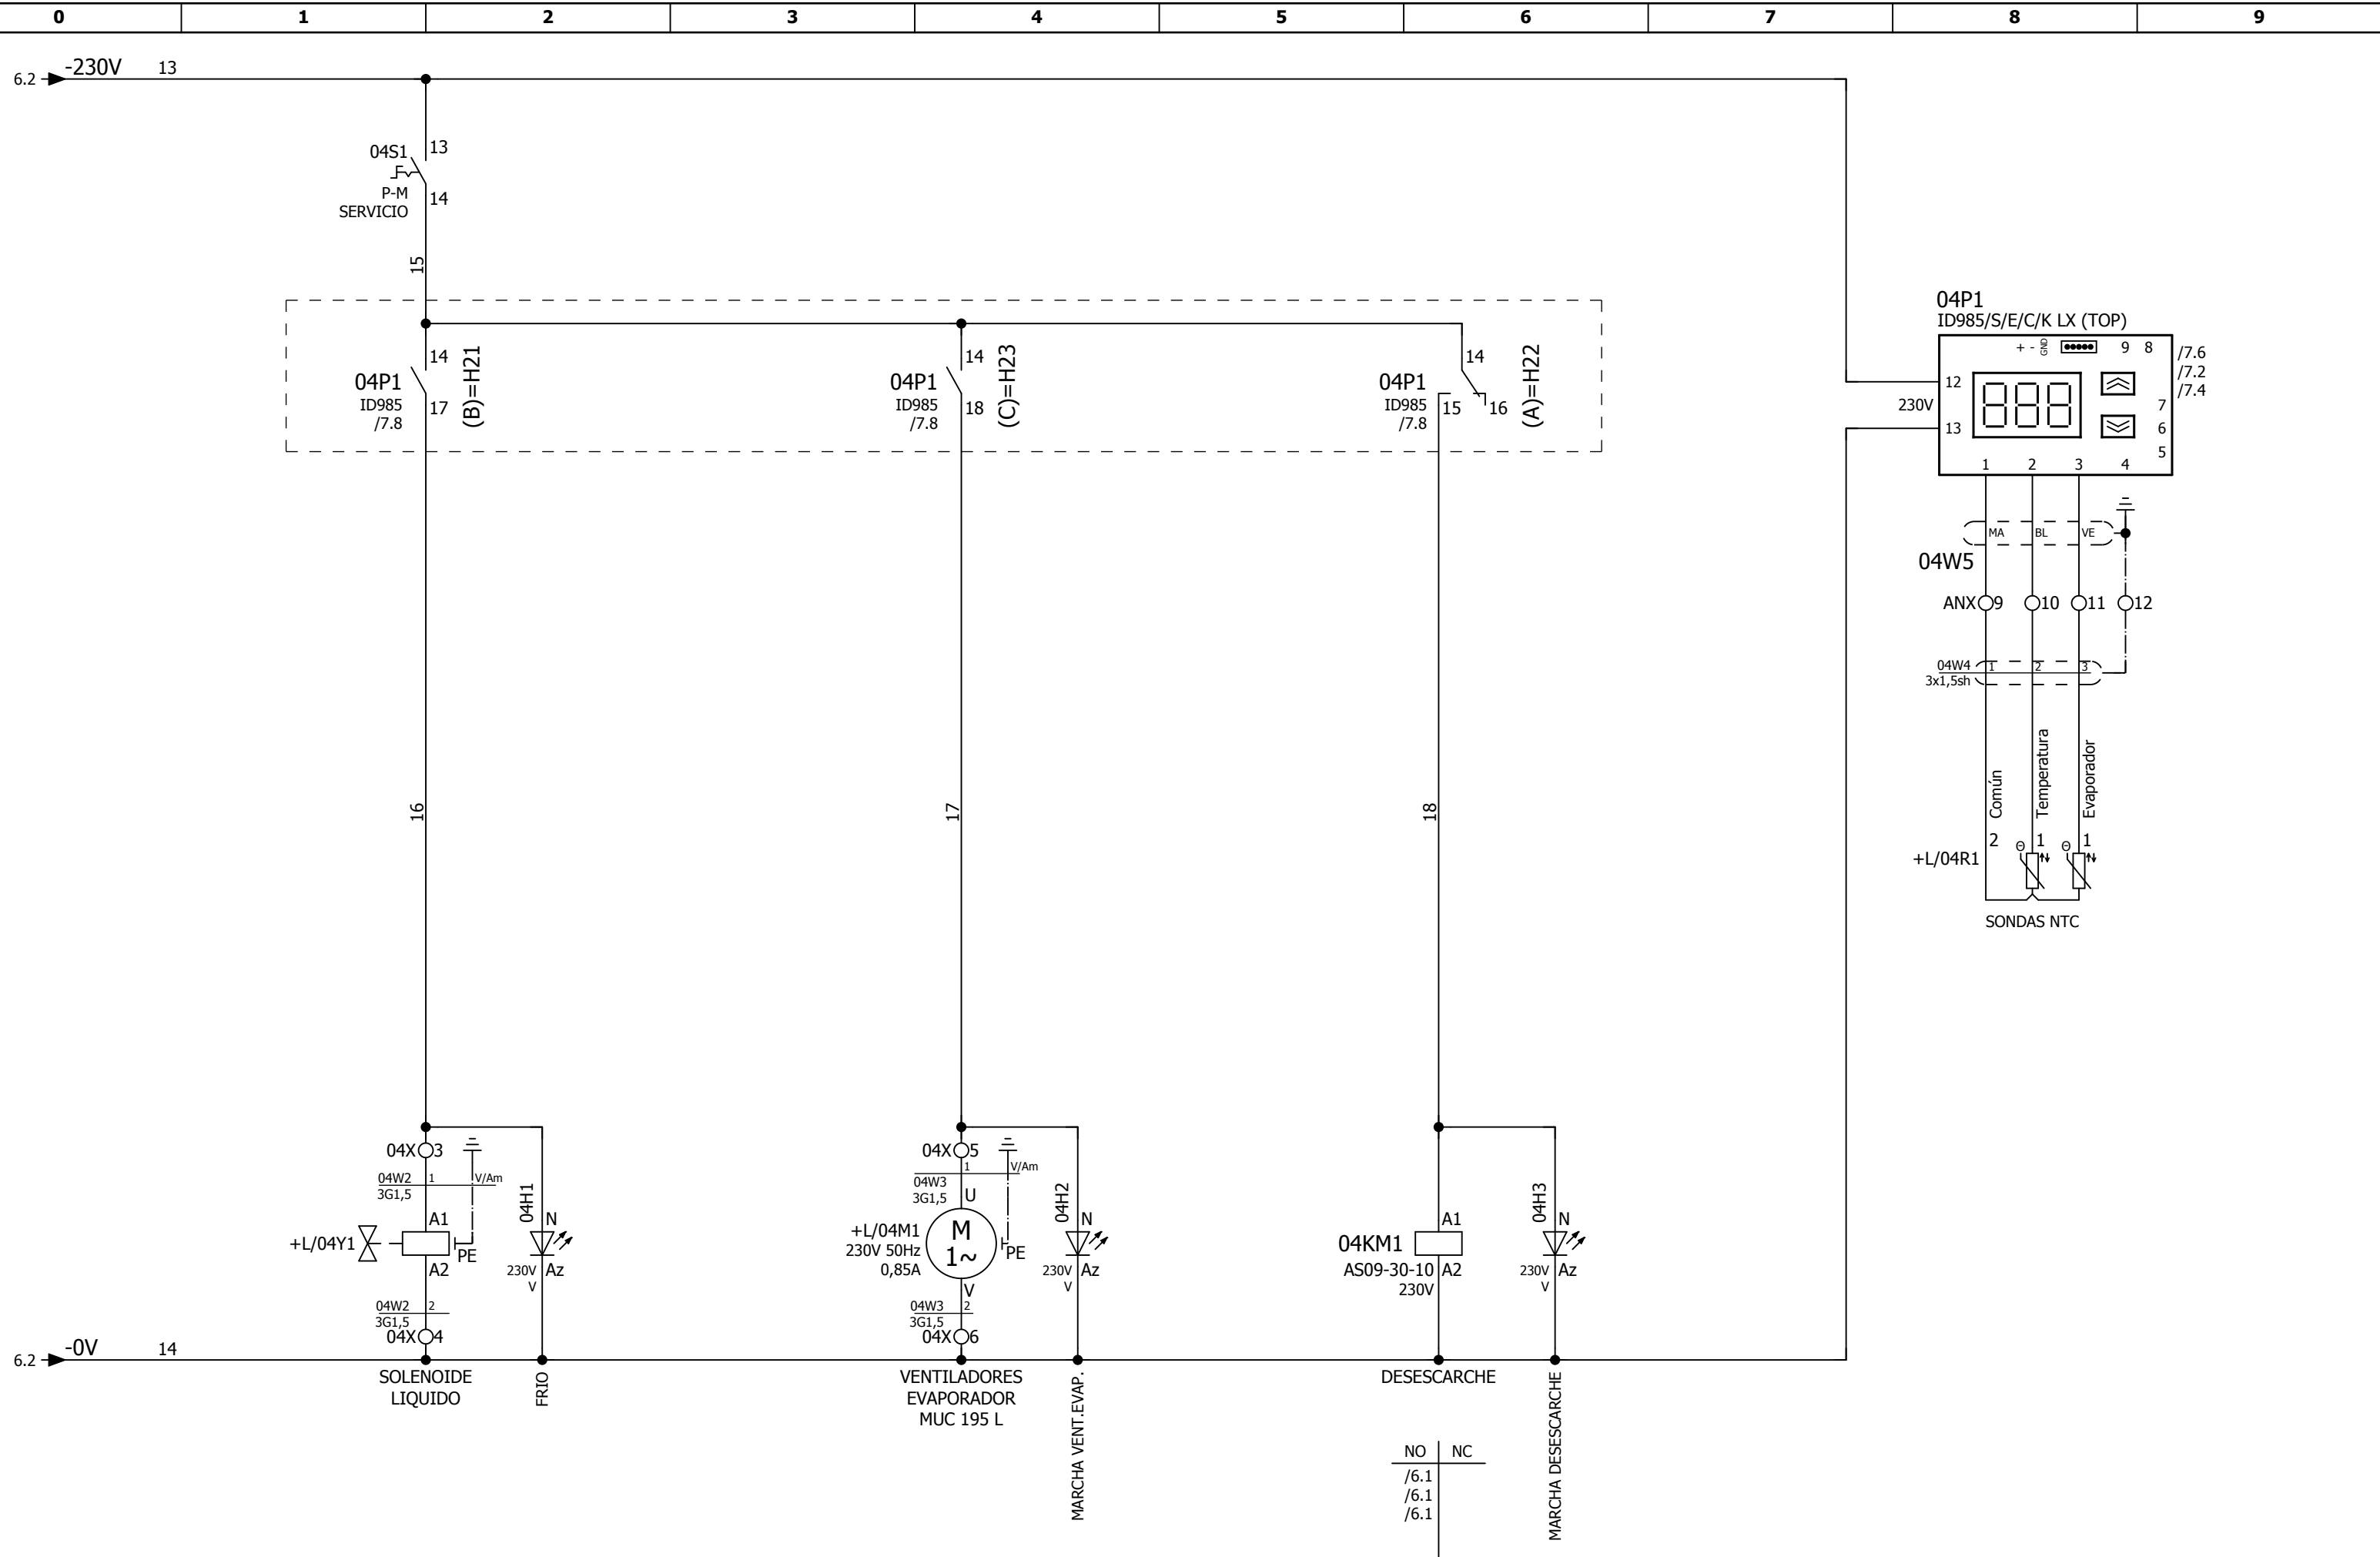 0 1 2 3 4 5 6 7 8 9
6.2 -230V 13
04S1 13
P-M 14
SERVICIO
15
04P1
ID985
/7.8
14
17
(B)=H21
04P1
ID985
/7.8
14
18
(C)=H23
04P1
ID985
/7.8
14
15 16
(A)=H22
04P1
ID985/S/E/C/K LX (TOP)
+ - GND 9 8
/7.6
/7.2
/7.4
12
230V
13
7
6
5
1 2 3 4
MA BL VE
04W5
ANX 9 10 11 12
04W4 1 2 3
3x1,5sh
Común
Temperatura
Evaporador
2 Θ 1 Θ 1
+L/04R1
SONDAS NTC
16
17
18
04X 3
04W2 1 V/Am
3G1,5
A1
+L/04Y1
PE
A2
04W2 2
3G1,5
04X 4
04H1
N
230V Az
V
04X 5
1 V/Am
04W3
3G1,5 U
+L/04M1
230V 50Hz
0,85A
M
1~
PE
V
04W3 2
3G1,5
04X 6
04H2
N
230V Az
V
A1
04KM1
AS09-30-10 A2
230V
04H3
N
230V Az
V
6.2 -0V 14
SOLENOIDE
LIQUIDO
FRIO
VENTILADORES
EVAPORADOR
MUC 195 L
MARCHA VENT.EVAP.
DESESCARCHE
MARCHA DESESCARCHE
NO NC
/6.1
/6.1
/6.1